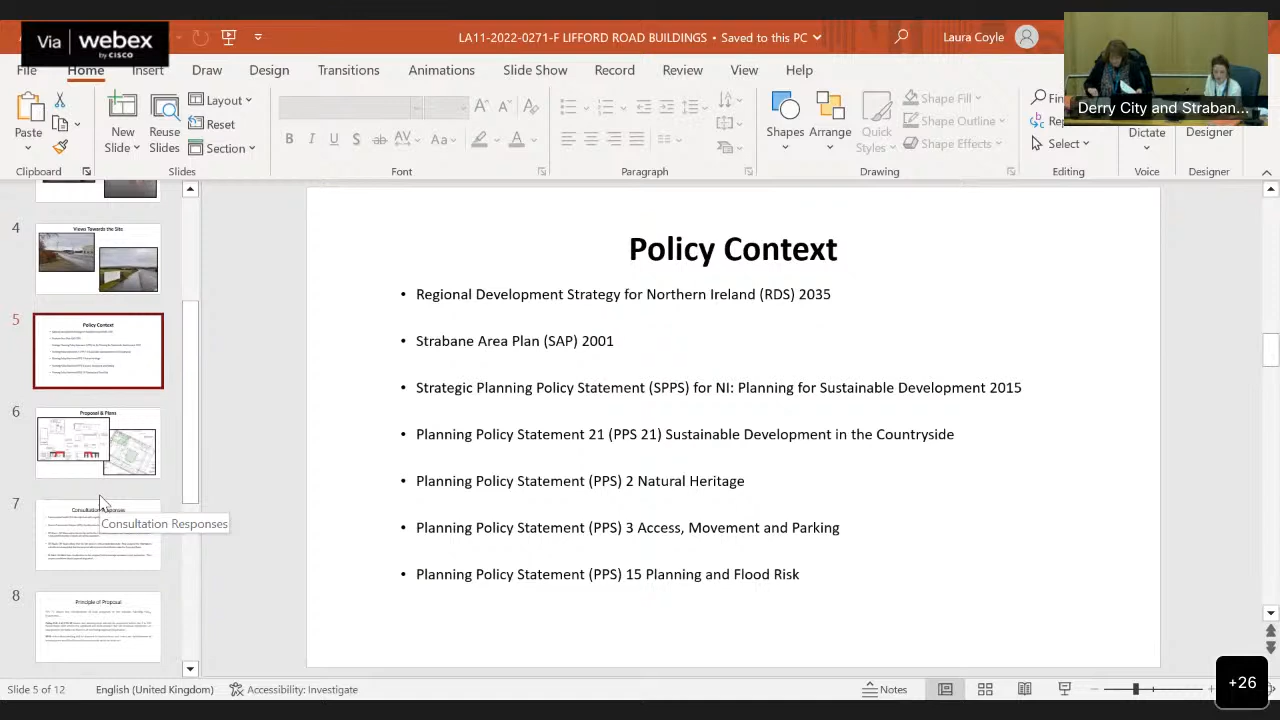 Via webex
by CISCO
LA11-2022-0271-F LIFFORD ROAD BUILDINGS • Saved to this PC
Laura Coyle
File Home Insert Draw Design Transitions Animations Slide Show Record Review View Help
Paste
New Slide
Reuse Slides
Layout
Reset
Section
B I U S ab AV Aa A
Shapes
Arrange
Quick Styles
Shape Fill
Shape Outline
Shape Effects
Select
Dictate
Designer
Clipboard Slides Font Paragraph Drawing Editing Voice Designer
Derry City and Straban...
4
Views Towards the Site
5
Policy Context
6
Proposal & Plans
7
Consultation Responses
8
Principle of Proposal
Policy Context
• Regional Development Strategy for Northern Ireland (RDS) 2035
• Strabane Area Plan (SAP) 2001
• Strategic Planning Policy Statement (SPPS) for NI: Planning for Sustainable Development 2015
• Planning Policy Statement 21 (PPS 21) Sustainable Development in the Countryside
• Planning Policy Statement (PPS) 2 Natural Heritage
• Planning Policy Statement (PPS) 3 Access, Movement and Parking
• Planning Policy Statement (PPS) 15 Planning and Flood Risk
Slide 5 of 12 English (United Kingdom) Accessibility: Investigate
Notes
+26